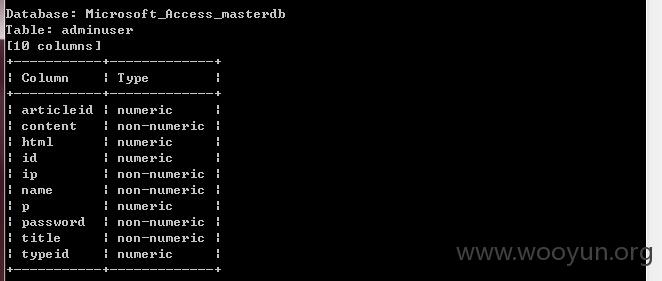 Database: Microsoft_Access_masterdb
Table: adminuser
[10 columns]
+-----------+-------------+
| Column    | Type        |
+-----------+-------------+
| articleid | numeric     |
| content   | non-numeric |
| html      | numeric     |
| id        | numeric     |
| ip        | non-numeric |
| name      | non-numeric |
| p         | numeric     |
| password  | non-numeric |
| title     | non-numeric |
| typeid    | numeric     |
+-----------+-------------+
www.wooyun.org